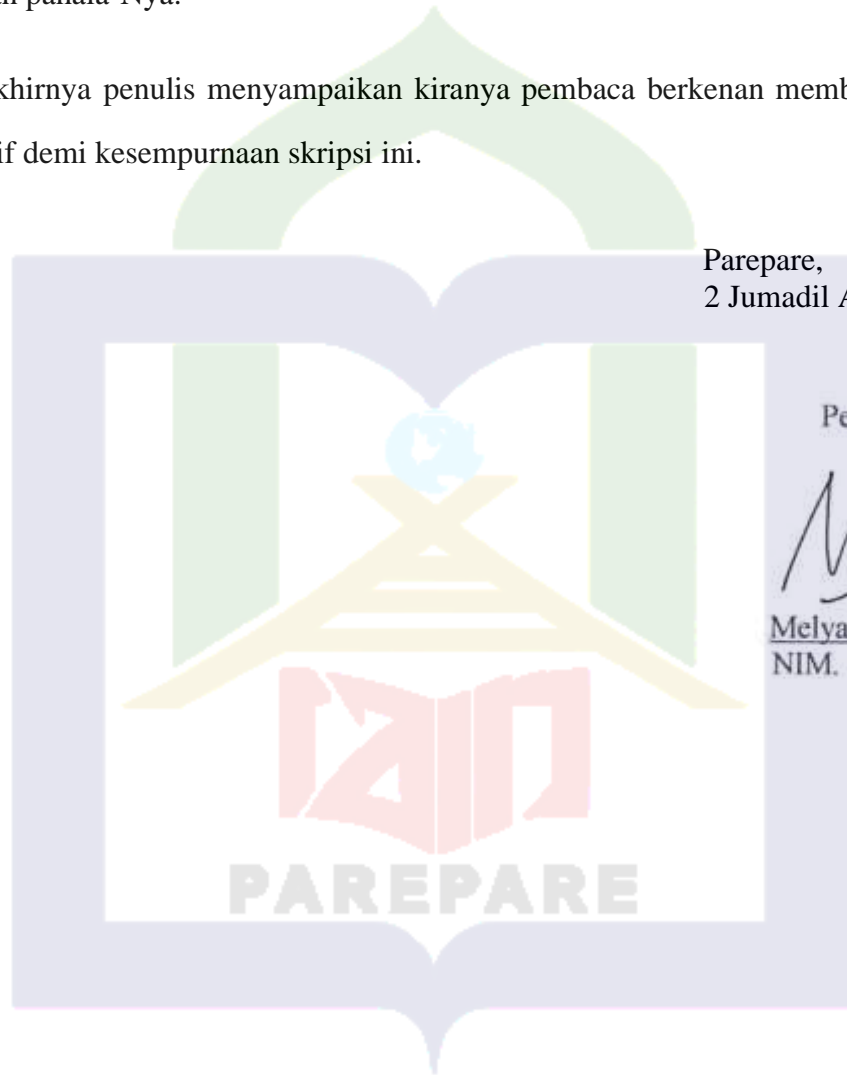 khirnya penulis menyampaikan kiranya pembaca berkenan memb
if demi kesempurnaan skripsi ini.
Parepare,
2 Jumadil A
Pe
Melya
NIM.
PAREPARE